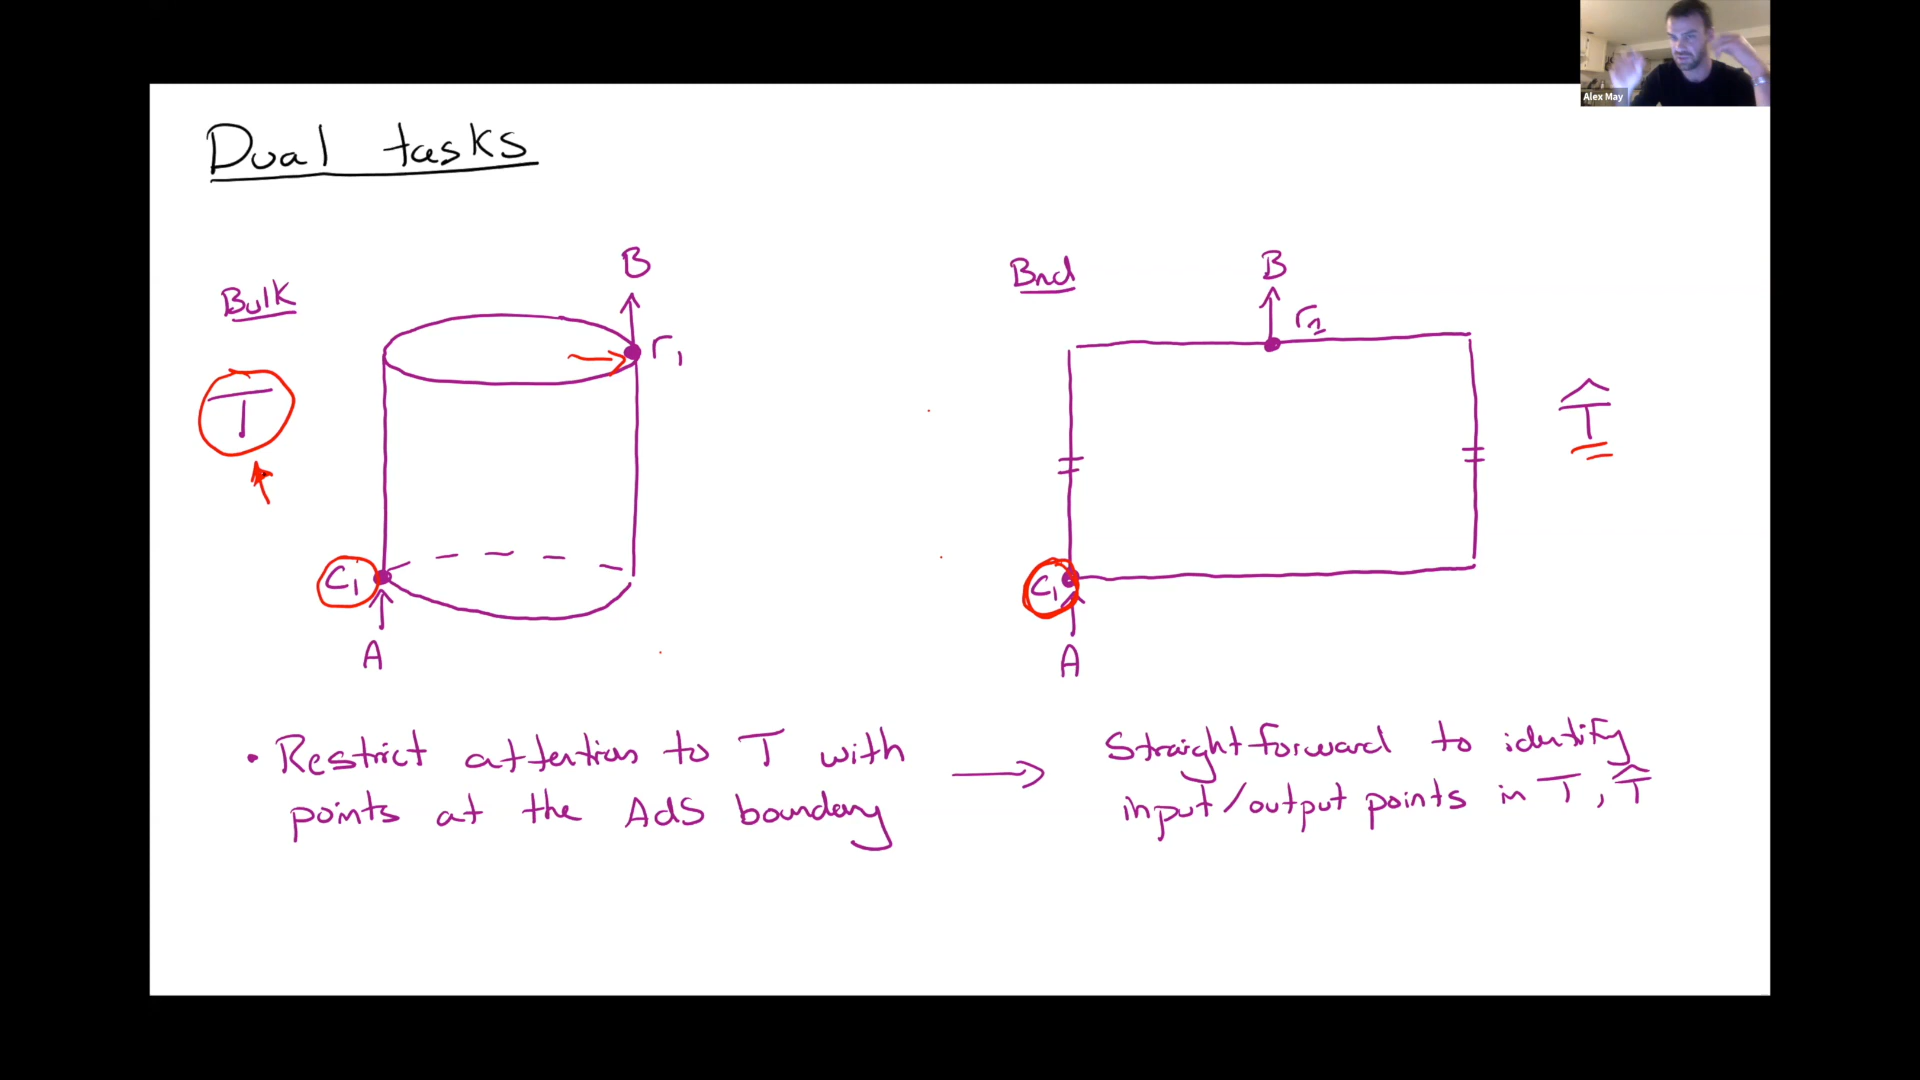 Alex May
Dual tasks
Bulk
T
B
r₁
C₁
A
Bnd
B
r₂
T̂
C₁
A
• Restrict attention to T with
points at the AdS boundary
→ Straightforward to identify
input/output points in T, T̂